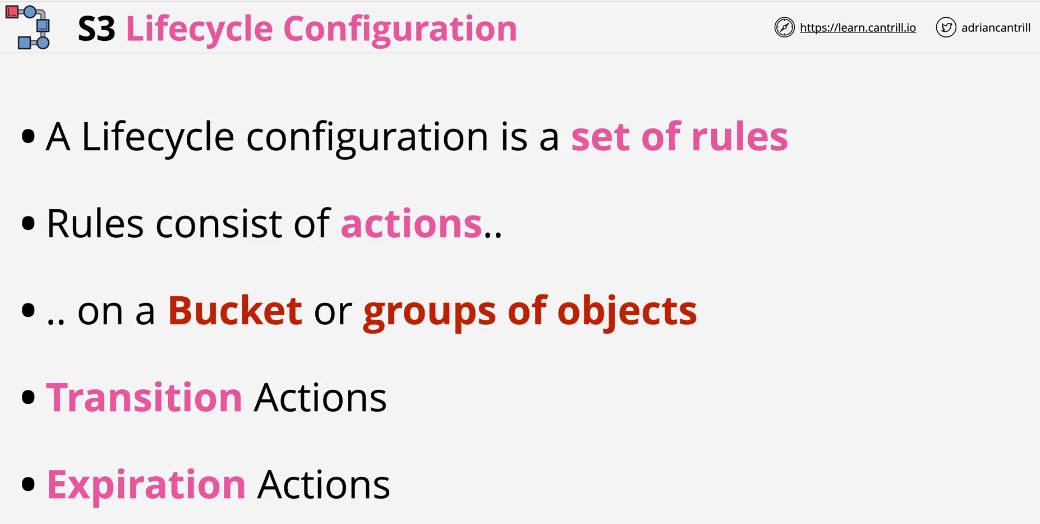 S3 Lifecycle Configuration
https://learn.cantrill.io
adriancantrill
• A Lifecycle configuration is a set of rules
• Rules consist of actions..
• .. on a Bucket or groups of objects
• Transition Actions
• Expiration Actions